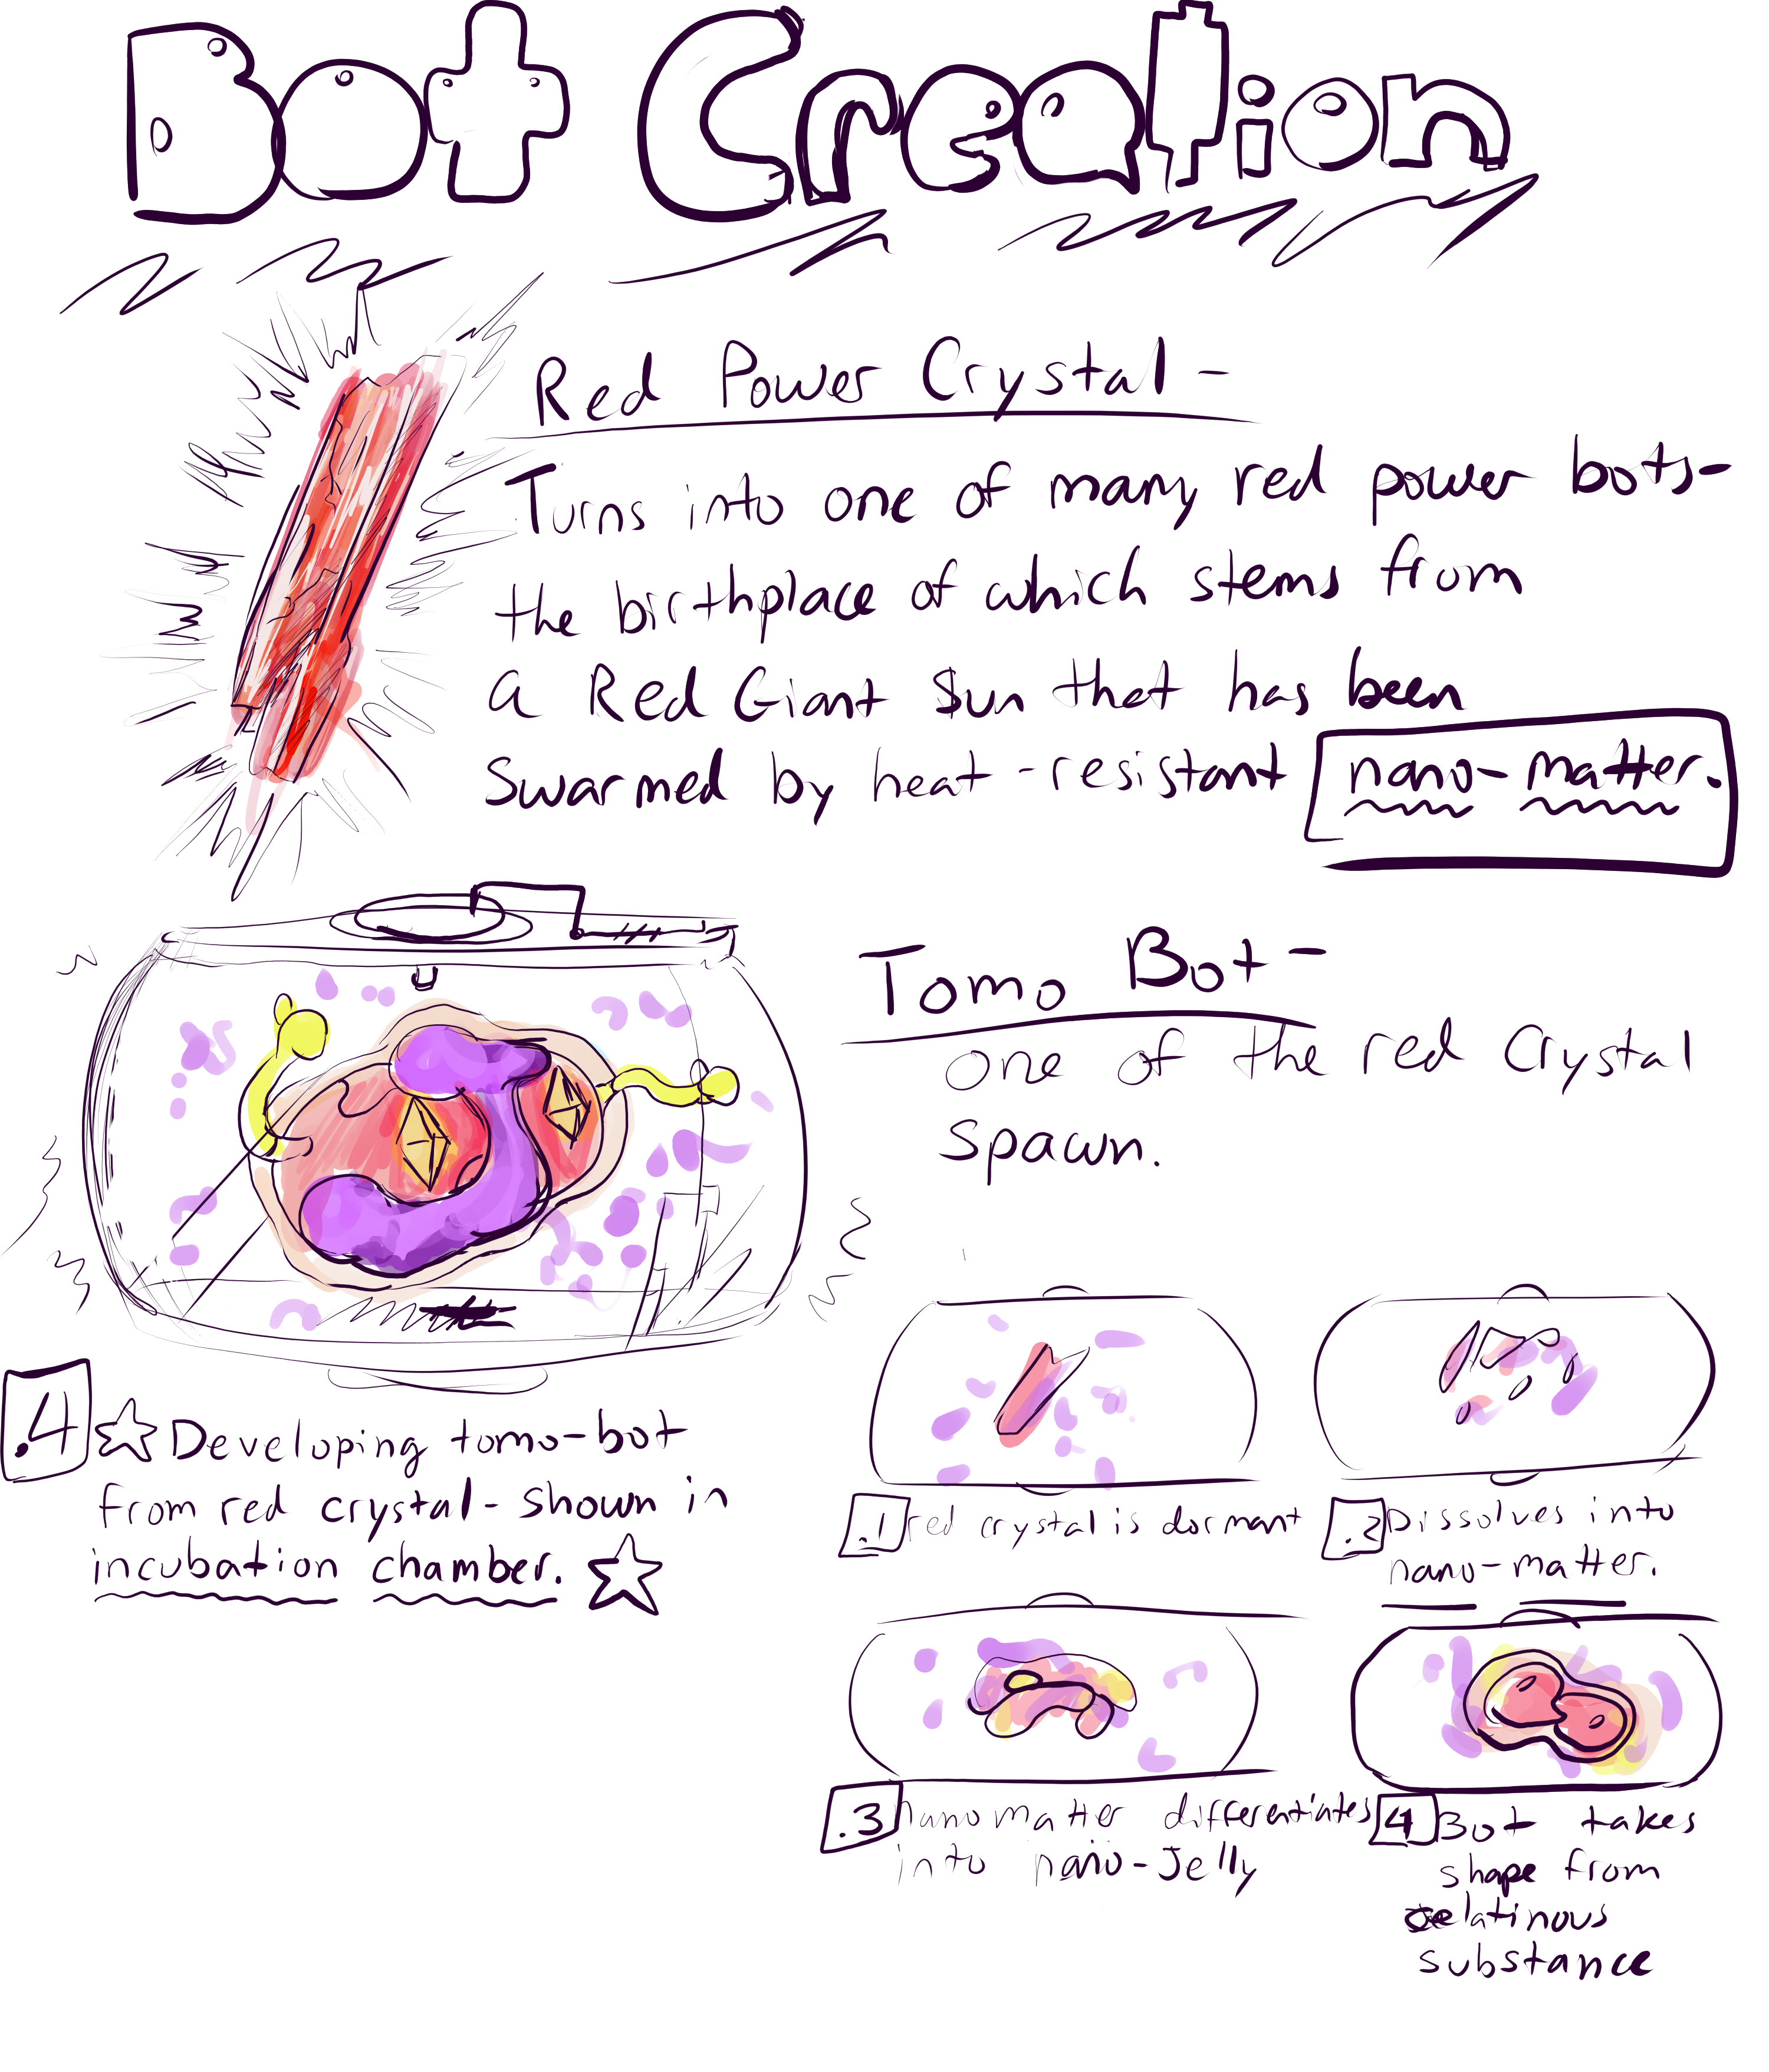 Bot Creation
Red Power Crystal -
Turns into one of many red power bots-
the birthplace of which stems from
a Red Giant Sun that has been
swarmed by heat-resistant nano-matter.
Tomo Bot -
one of the red Crystal
Spawn.
.4 Developing tomo-bot
from red crystal - shown in
incubation chamber.
.1 red crystal is dormant
.2 Dissolves into
nano-matter.
.3 nanomatter differentiates
into nano-Jelly
4 Bot takes
shape from
Gelatinous
substance